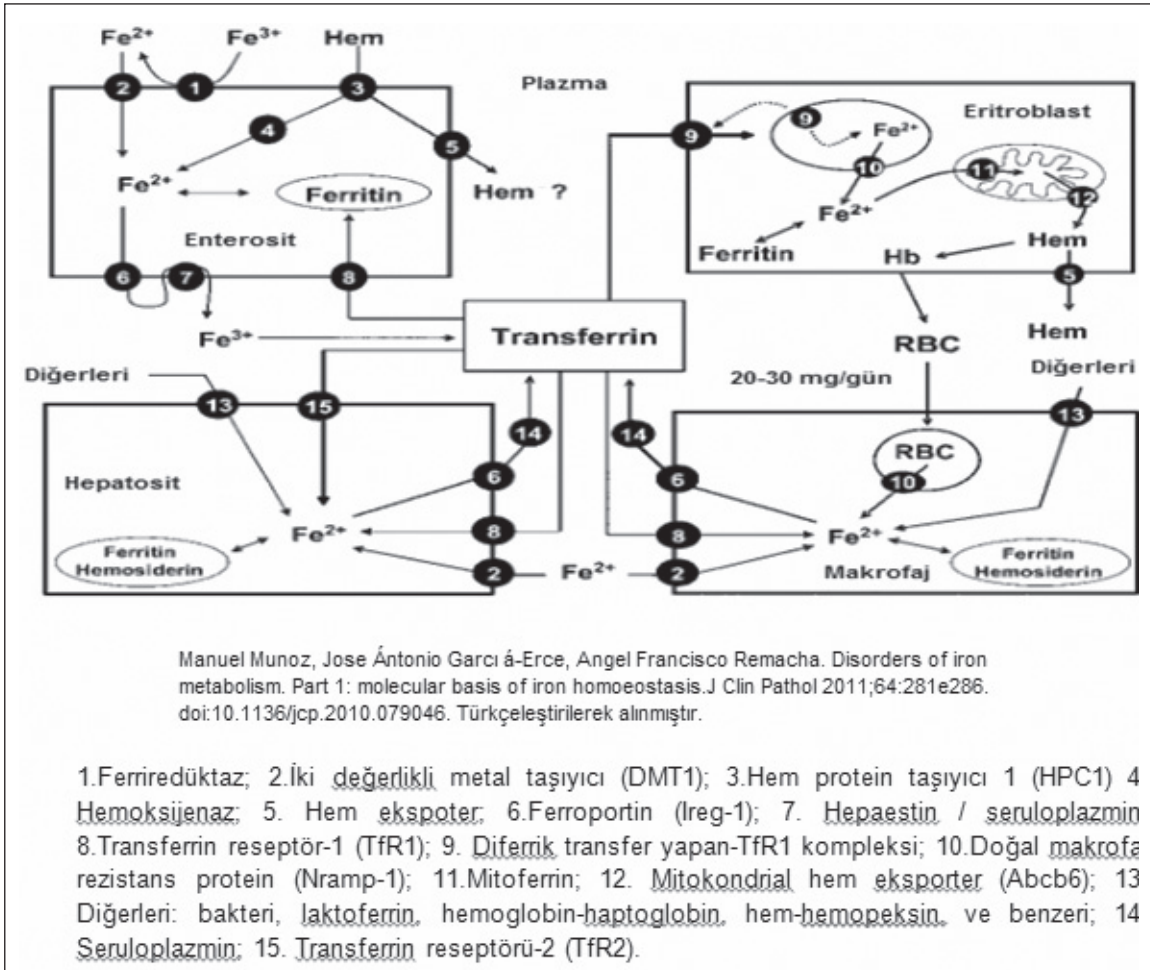 Fe2+ Fe3+ Hem
2 1 3
Plazma
4
5
Fe2+
Ferritin
Hem ?
Enterosit
6 7 8
Fe3+
Transferrin
9
9
Fe2+
Eritroblast
10
11
12
Fe2+
Ferritin
Hem
Hb
5
Hem
RBC
20-30 mg/gün
Diğerleri
13 15
14
Hepatosit
6
Fe2+
8
Ferritin
Hemosiderin
2
Fe2+
Diğerleri
13
14
RBC
10
6
Fe2+
8
Makrofaj
Ferritin
Hemosiderin
2
Manuel Munoz, Jose Ántonio Garcı á-Erce, Angel Francisco Remacha. Disorders of iron
metabolism. Part 1: molecular basis of iron homoeostasis.J Clin Pathol 2011;64:281e286.
doi:10.1136/jcp.2010.079046. Türkçeleştirilerek alınmıştır.
1.Ferriredüktaz; 2.İki değerlikli metal taşıyıcı (DMT1); 3.Hem protein taşıyıcı 1 (HPC1) 4
Hemoksijenaz; 5. Hem ekspoter; 6.Ferroportin (Ireg-1); 7. Hepaestin / seruloplazmin
8.Transferrin reseptör-1 (TfR1); 9. Diferrik transfer yapan-TfR1 kompleksi; 10.Doğal makrofa
rezistans protein (Nramp-1); 11.Mitoferrin; 12. Mitokondrial hem eksporter (Abcb6); 13
Diğerleri: bakteri, laktoferrin, hemoglobin-haptoglobin, hem-hemopeksin, ve benzeri; 14
Seruloplazmin; 15. Transferrin reseptörü-2 (TfR2).